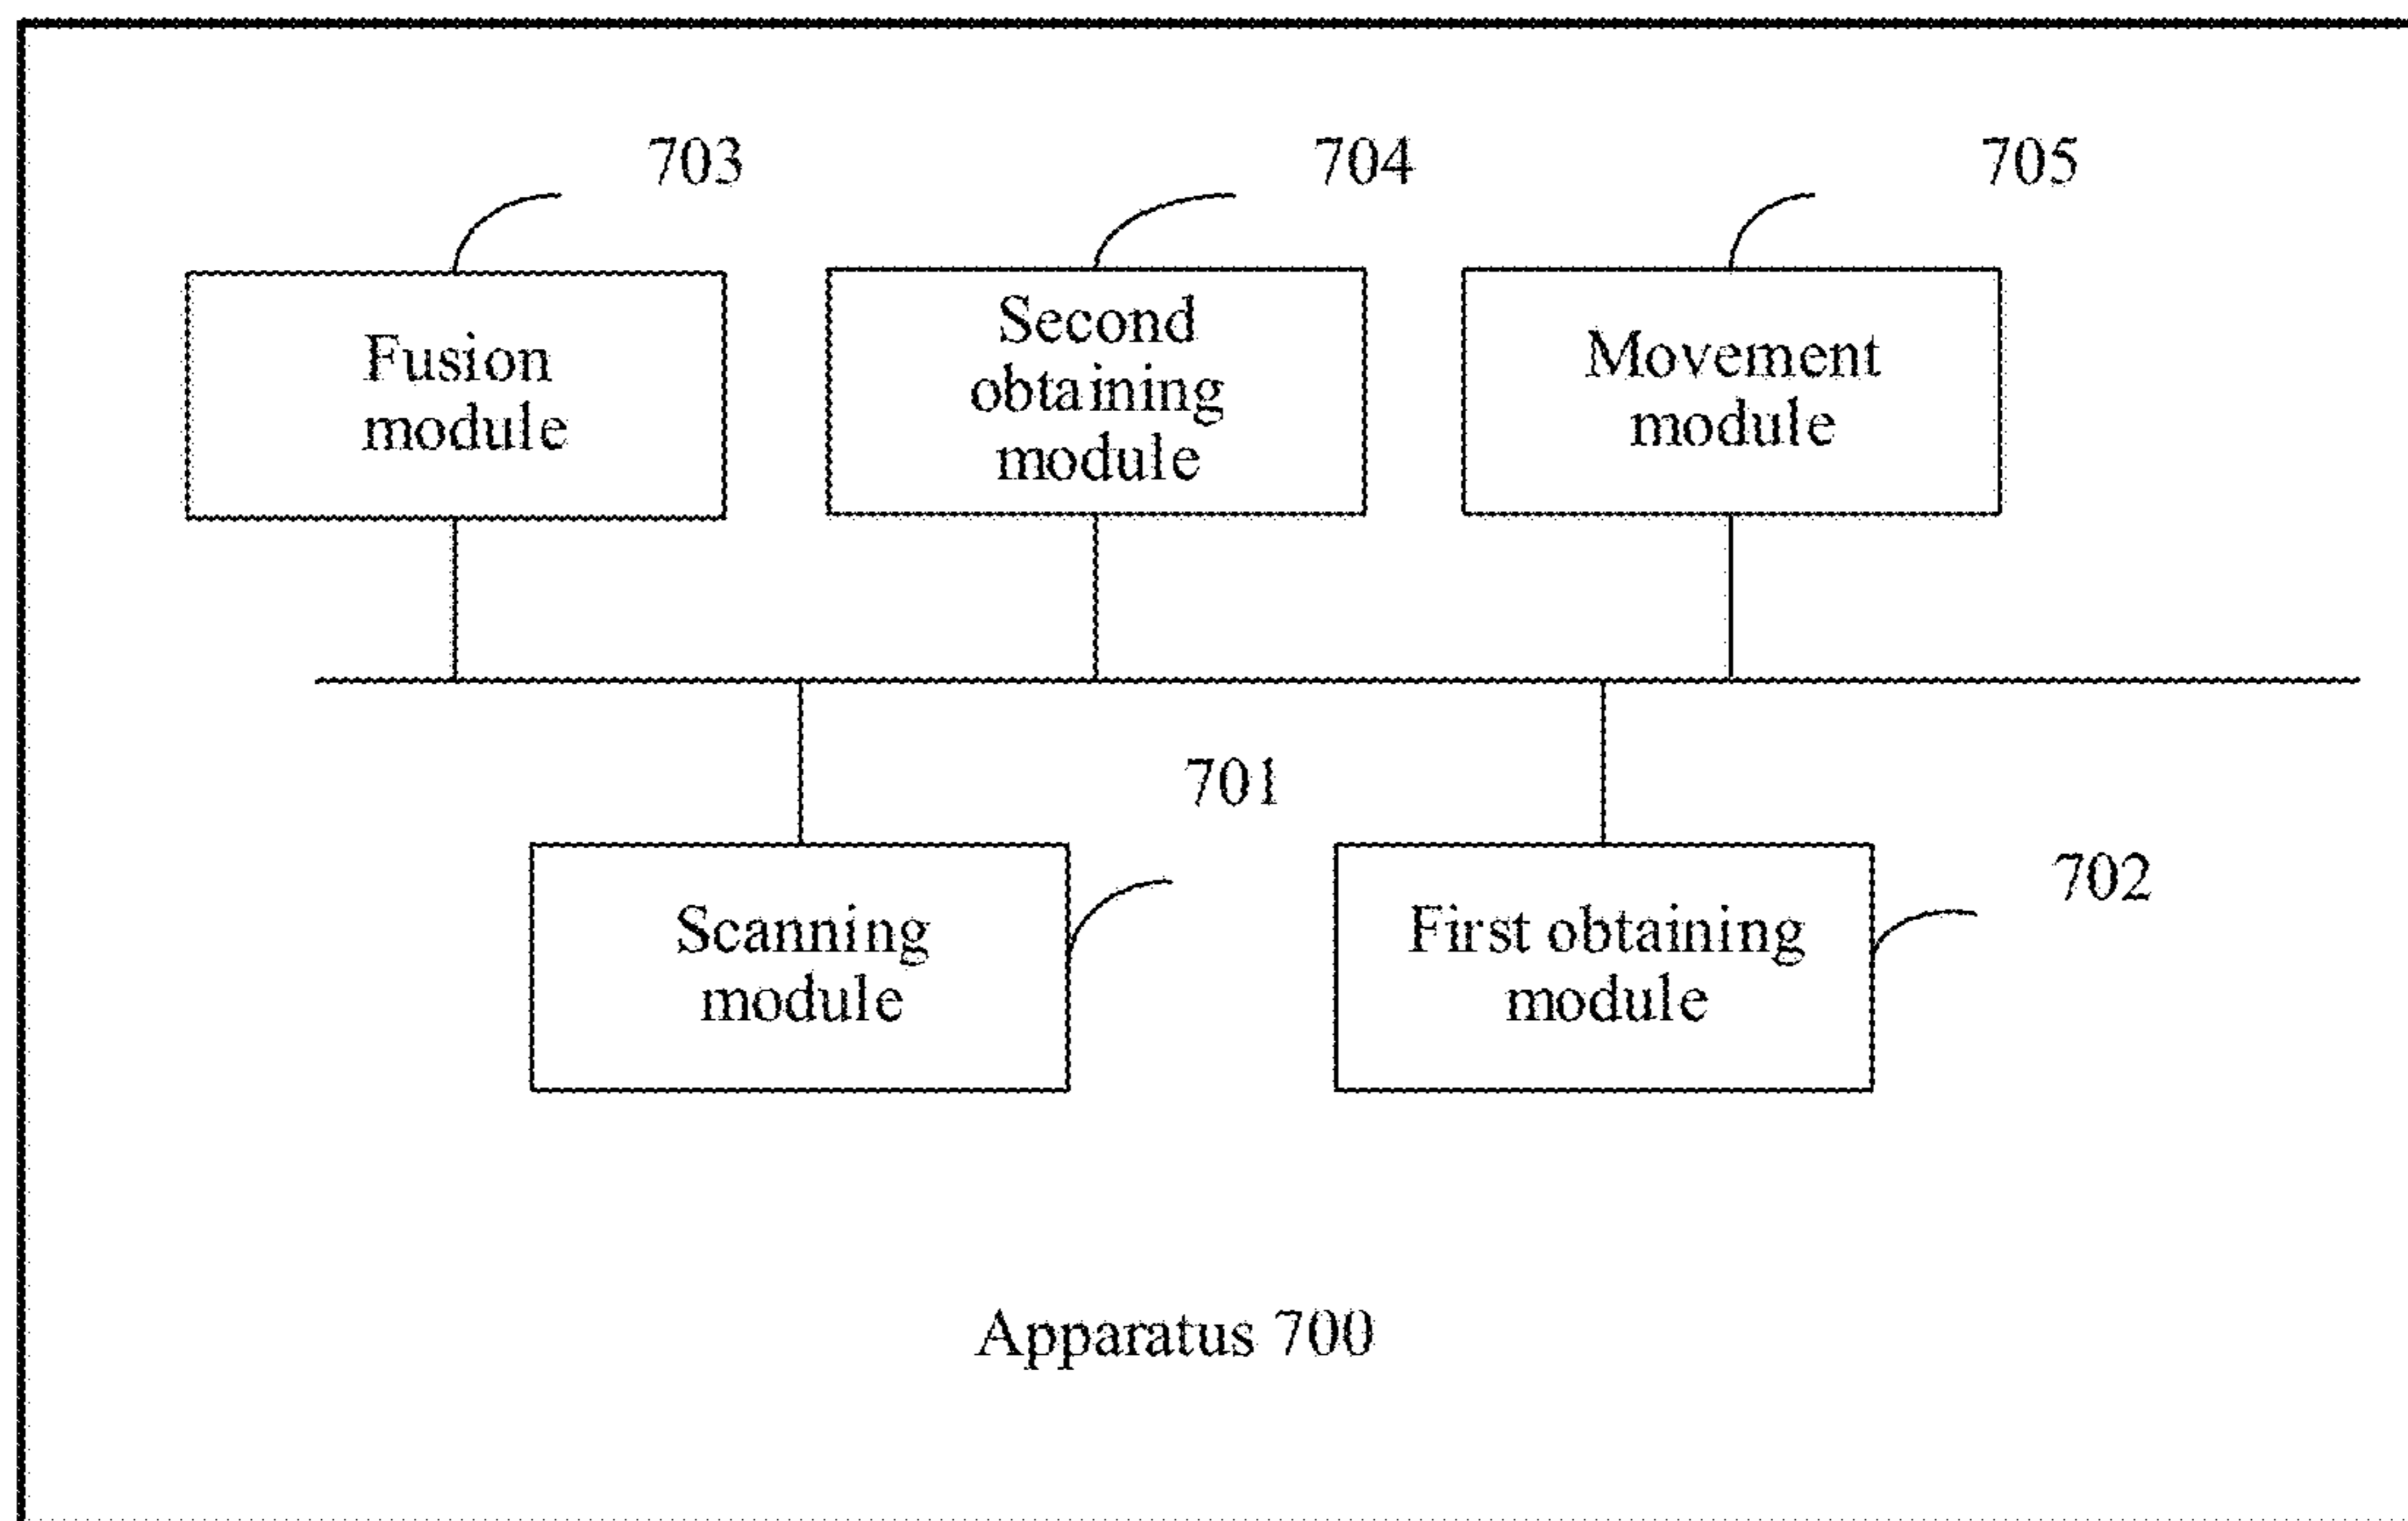 703
704
705
Fusion
module
Second
obtaining
module
Movement
module
701
702
Scanning
module
First obtaining
module
Apparatus 700